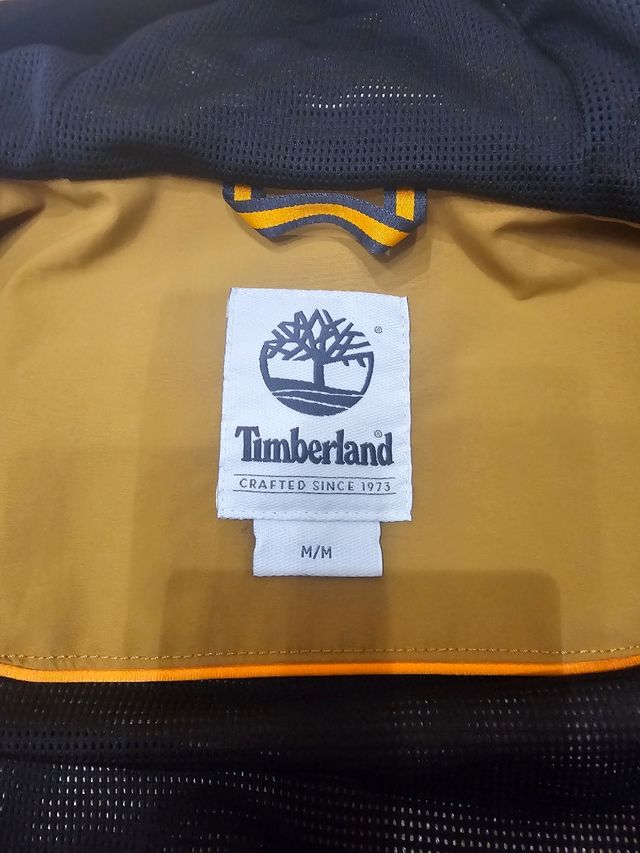 ®
Timberland®
CRAFTED SINCE 1973
M/M